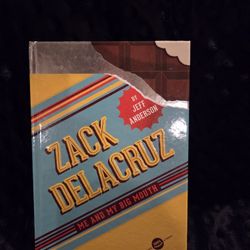 BY
JEFF
ANDERSON
ZACK
DELACRUZ
ME AND MY BIG MOUTH